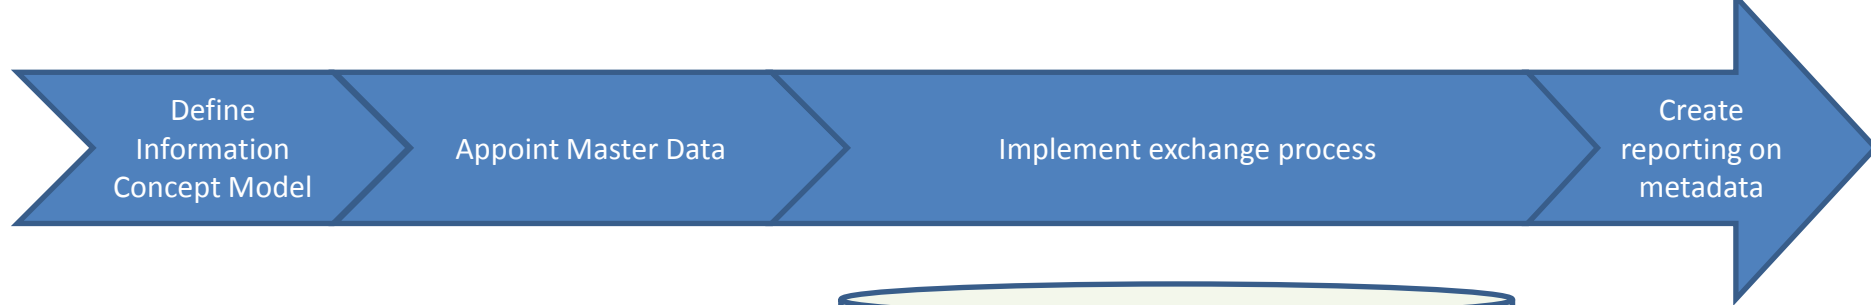 Define
Information
Concept Model
Appoint Master Data
Implement exchange process
Create
reporting on
metadata